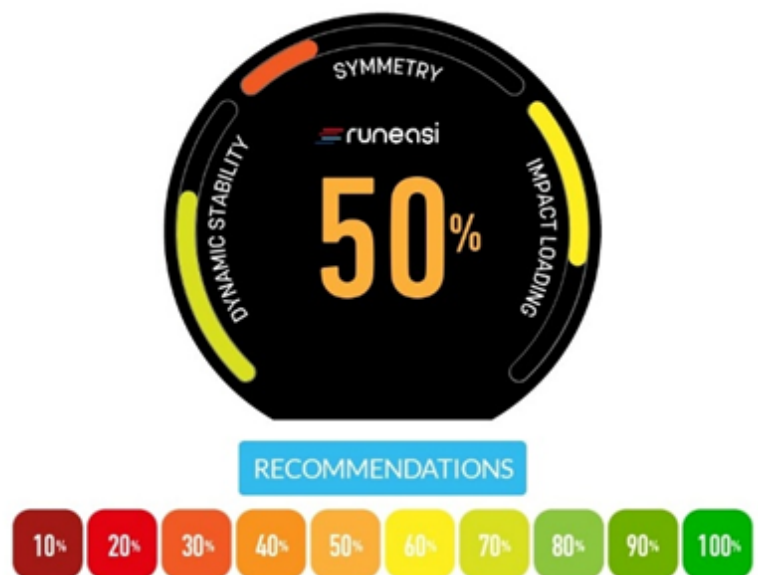 SYMMETRY
runeasi
DYNAMIC STABILITY
50%
IMPACT LOADING
RECOMMENDATIONS
10% 20% 30% 40% 50% 60% 70% 80% 90% 100%